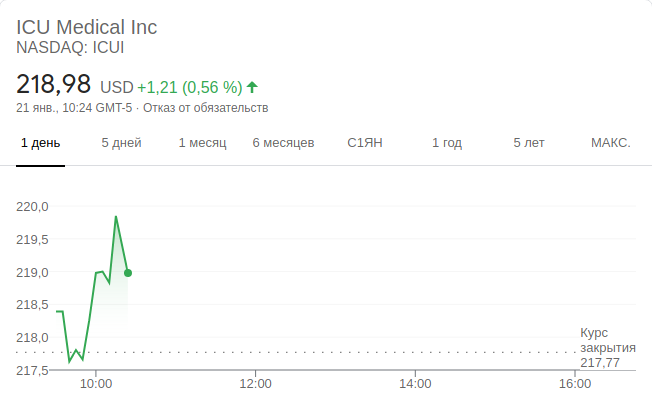 ICU Medical Inc
NASDAQ: ICUI
218,98 USD +1,21 (0,56 %)
21 янв., 10:24 GMT-5 · Отказ от обязательств
1 день 5 дней 1 месяц 6 месяцев С1ЯН 1 год 5 лет МАКС.
220,0
219,5
219,0
218,5
218,0
217,5
Курс
закрытия
217,77
10:00 12:00 14:00 16:00